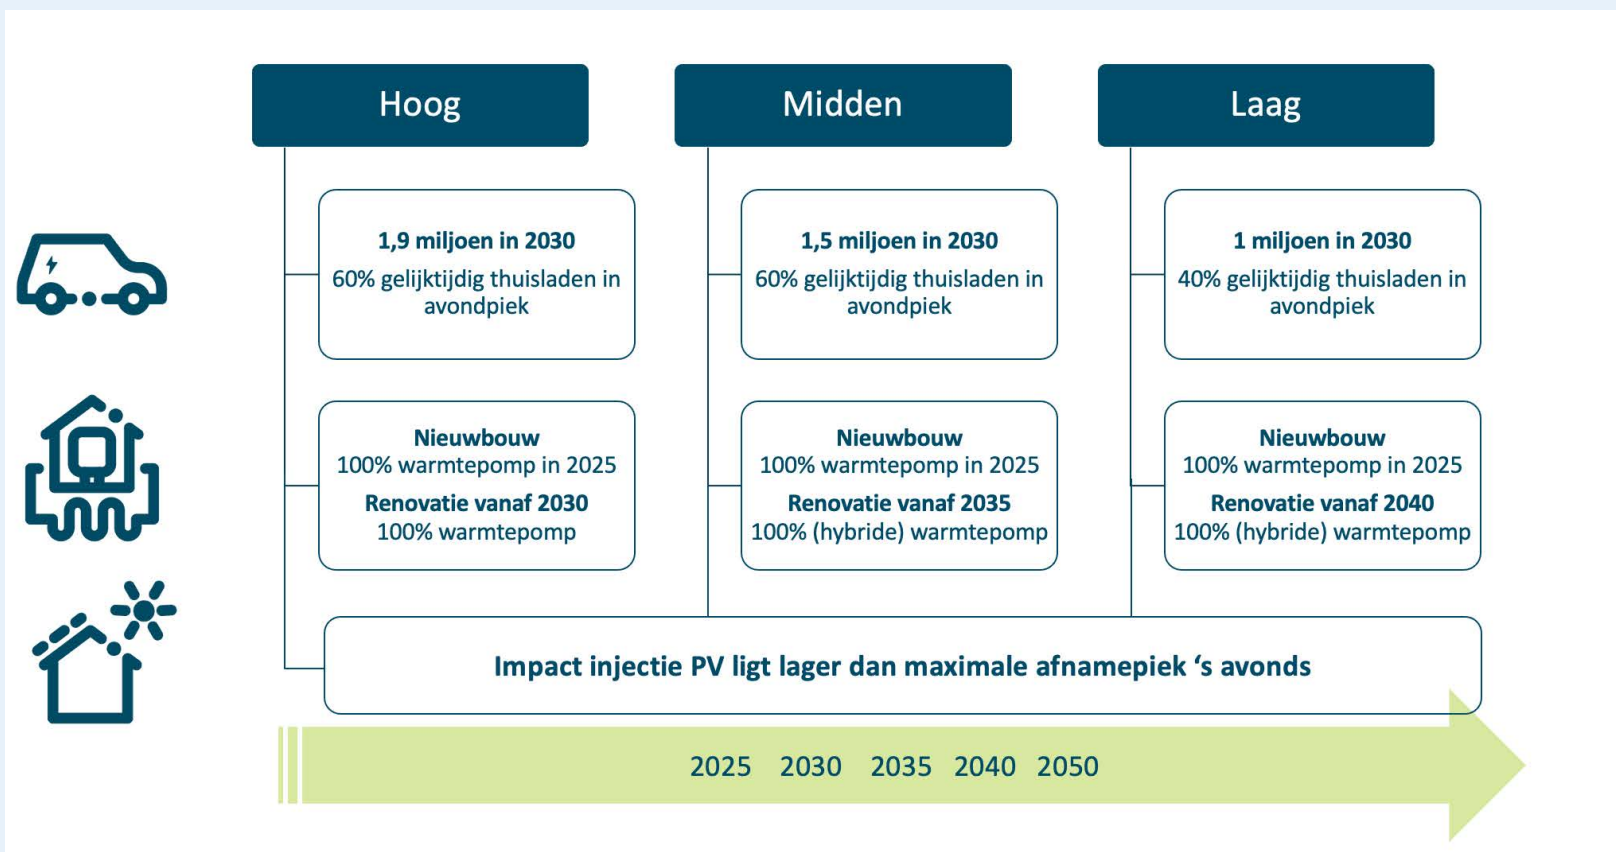 Hoog
1,9 miljoen in 2030
60% gelijktijdig thuisladen in
avondpiek
Nieuwbouw
100% warmtepomp in 2025
Renovatie vanaf 2030
100% warmtepomp
Midden
1,5 miljoen in 2030
60% gelijktijdig thuisladen in
avondpiek
Nieuwbouw
100% warmtepomp in 2025
Renovatie vanaf 2035
100% (hybride) warmtepomp
Laag
1 miljoen in 2030
40% gelijktijdig thuisladen in
avondpiek
Nieuwbouw
100% warmtepomp in 2025
Renovatie vanaf 2040
100% (hybride) warmtepomp
Impact injectie PV ligt lager dan maximale afnamepiek ‘s avonds
2025 2030 2035 2040 2050